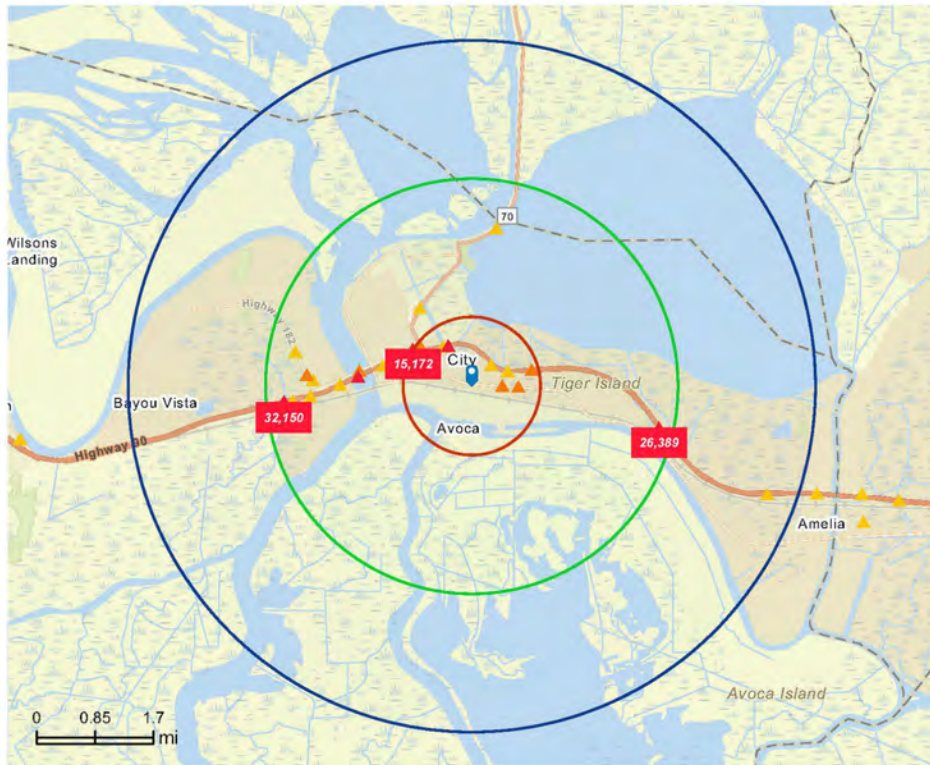 70
Wilsons
Highway 182
15,172
City
Tiger Island
Bayou Vista
32,150
Avoca
26,389
Highway 90
Amelia
Avoca Island
0 0.85 1.7
mi